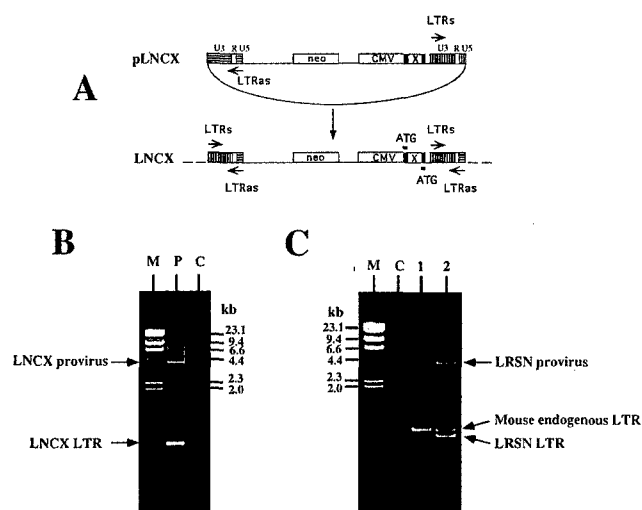 LTRs
U3 R U5
U3 R U5
pLNCX
neo
CMV
X
LTRas
A
LTRs
ATG
LTRs
LNCX
neo
CMV
X
LTRas
ATG
LTRas
B
M P C
kb
23.1
9.4
6.6
4.4
2.3
2.0
LNCX provirus
LNCX LTR
C
M C 1 2
kb
23.1
9.4
6.6
4.4
2.3
2.0
LRSN provirus
Mouse endogenous LTR
LRSN LTR